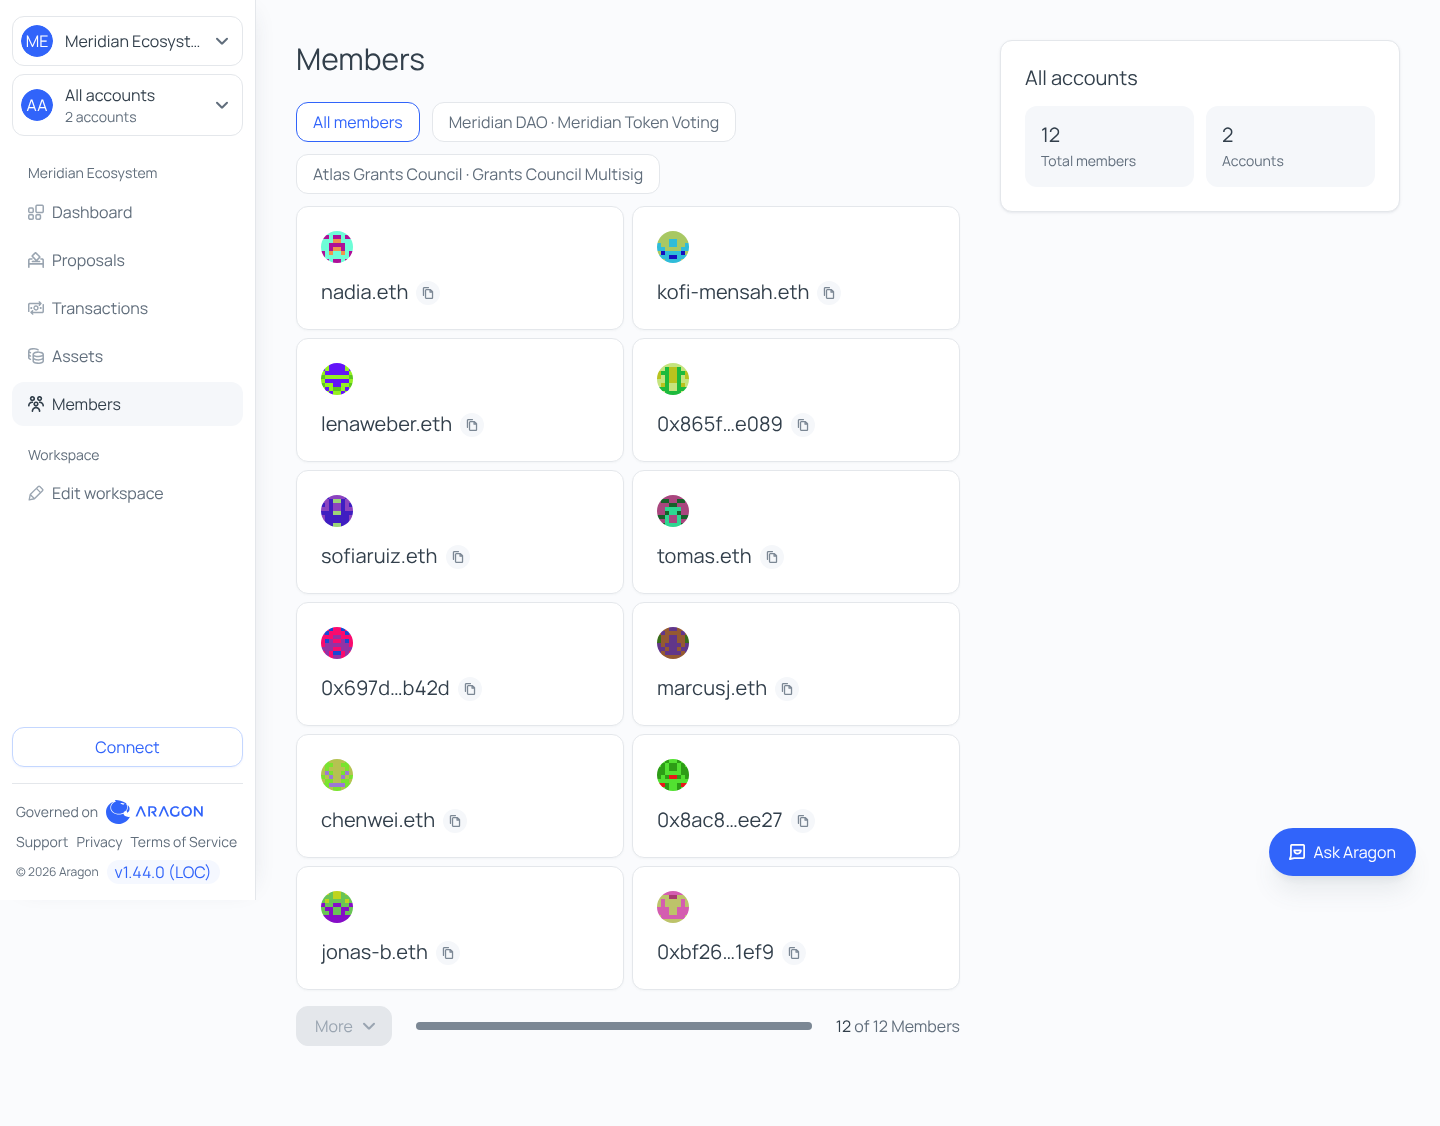 ME
Meridian Ecosyst...
AA
All accounts
2 accounts
Meridian Ecosystem
Dashboard
Proposals
Transactions
Assets
Members
Workspace
Edit workspace
Connect
Governed on ARAGON
Support Privacy Terms of Service
© 2026 Aragon v1.44.0 (LOC)
Members
All members
Meridian DAO · Meridian Token Voting
Atlas Grants Council · Grants Council Multisig
nadia.eth
kofi-mensah.eth
lenaweber.eth
0x865f…e089
sofiaruiz.eth
tomas.eth
0x697d…b42d
marcusj.eth
chenwei.eth
0x8ac8…ee27
jonas-b.eth
0xbf26…1ef9
More
12 of 12 Members
All accounts
12
Total members
2
Accounts
Ask Aragon